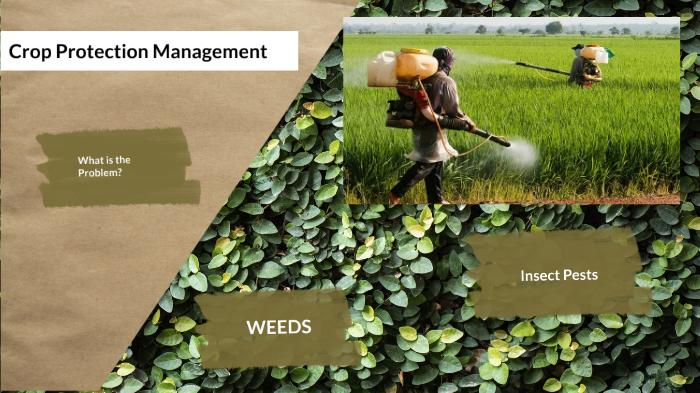 Crop Protection Management
What is the
Problem?
WEEDS
Insect Pests